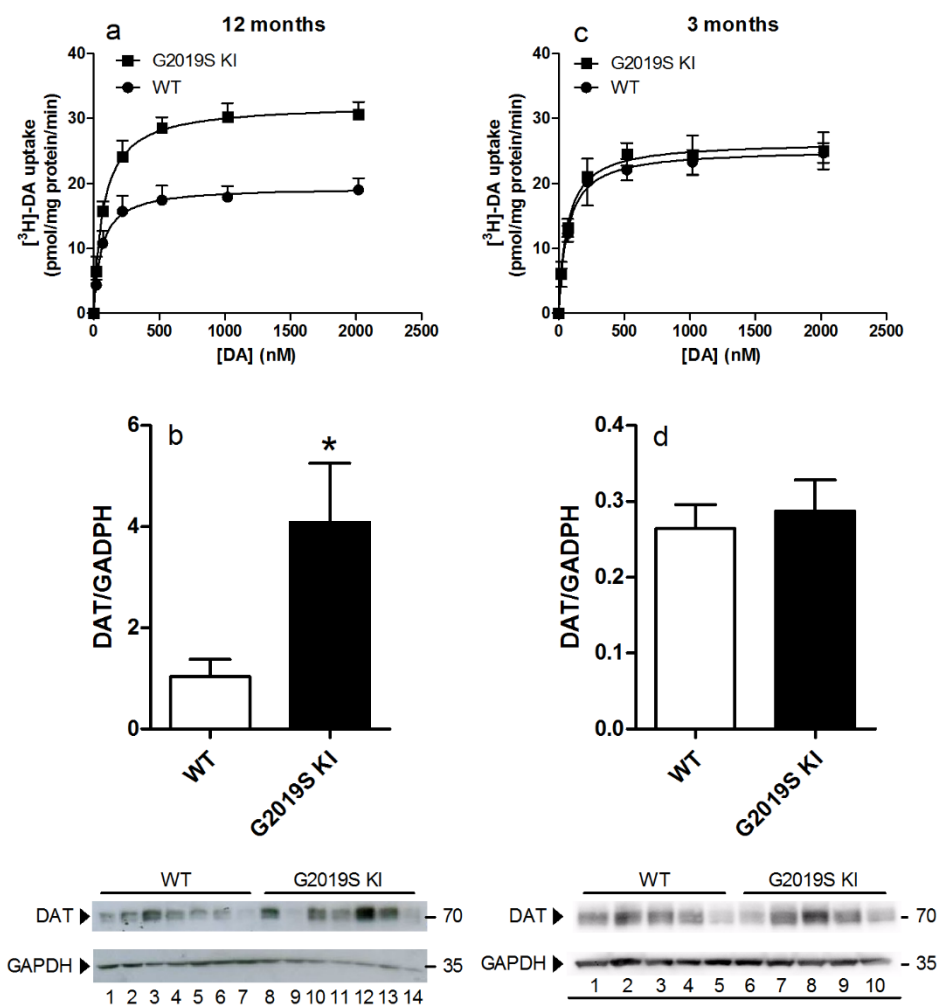 a
12 months
G2019S KI
WT
[³H]-DA uptake
(pmol/mg protein/min)
40
30
20
10
0
0 500 1000 1500 2000 2500
[DA] (nM)
c
3 months
G2019S KI
WT
[³H]-DA uptake
(pmol/mg protein/min)
40
30
20
10
0
0 500 1000 1500 2000 2500
[DA] (nM)
b
*
DAT/GADPH
6
4
2
0
WT
G2019S KI
d
DAT/GADPH
0.4
0.3
0.2
0.1
0.0
WT
G2019S KI
WT G2019S KI
DAT - 70
GAPDH - 35
1 2 3 4 5 6 7 8 9 10 11 12 13 14
WT G2019S KI
DAT - 70
GAPDH - 35
1 2 3 4 5 6 7 8 9 10